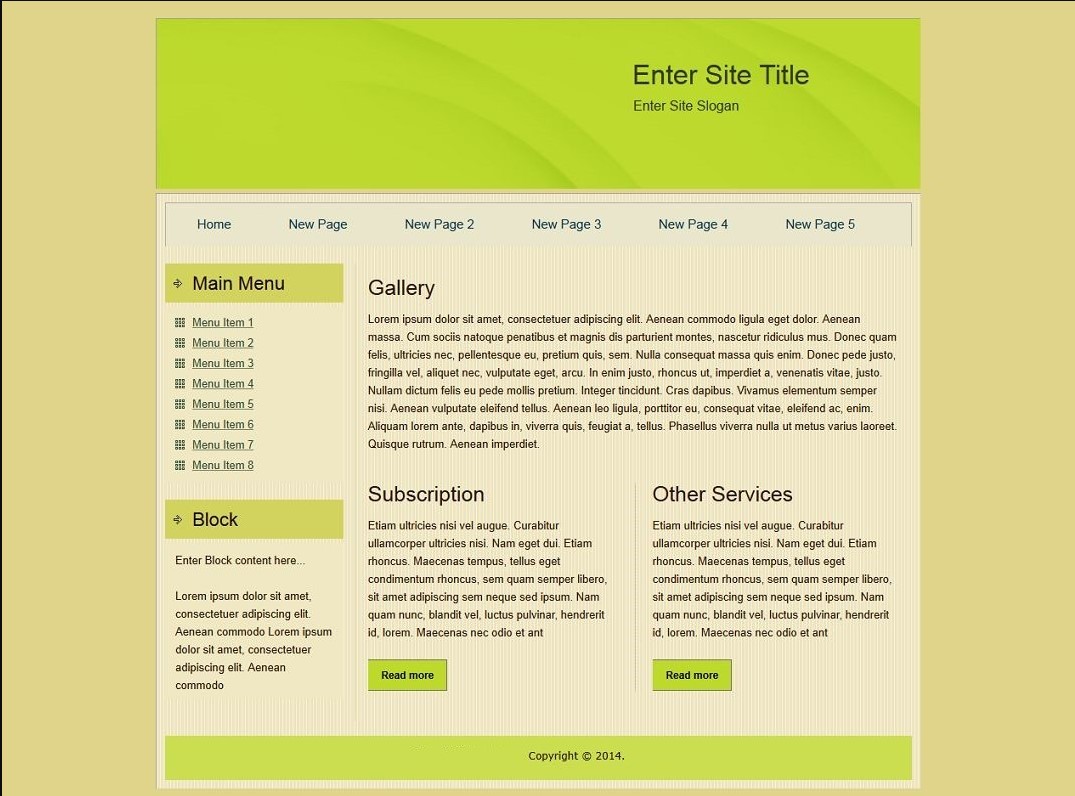 Enter Site Title
Enter Site Slogan
Home New Page New Page 2 New Page 3 New Page 4 New Page 5
Main Menu
Menu Item 1
Menu Item 2
Menu Item 3
Menu Item 4
Menu Item 5
Menu Item 6
Menu Item 7
Menu Item 8
Block
Enter Block content here...
Lorem ipsum dolor sit amet,
consectetuer adipiscing elit.
Aenean commodo Lorem ipsum
dolor sit amet, consectetuer
adipiscing elit. Aenean
commodo
Gallery
Lorem ipsum dolor sit amet, consectetuer adipiscing elit. Aenean commodo ligula eget dolor. Aenean
massa. Cum sociis natoque penatibus et magnis dis parturient montes, nascetur ridiculus mus. Donec quam
felis, ultricies nec, pellentesque eu, pretium quis, sem. Nulla consequat massa quis enim. Donec pede justo,
fringilla vel, aliquet nec, vulputate eget, arcu. In enim justo, rhoncus ut, imperdiet a, venenatis vitae, justo.
Nullam dictum felis eu pede mollis pretium. Integer tincidunt. Cras dapibus. Vivamus elementum semper
nisi. Aenean vulputate eleifend tellus. Aenean leo ligula, porttitor eu, consequat vitae, eleifend ac, enim.
Aliquam lorem ante, dapibus in, viverra quis, feugiat a, tellus. Phasellus viverra nulla ut metus varius laoreet.
Quisque rutrum. Aenean imperdiet.
Subscription
Etiam ultricies nisi vel augue. Curabitur
ullamcorper ultricies nisi. Nam eget dui. Etiam
rhoncus. Maecenas tempus, tellus eget
condimentum rhoncus, sem quam semper libero,
sit amet adipiscing sem neque sed ipsum. Nam
quam nunc, blandit vel, luctus pulvinar, hendrerit
id, lorem. Maecenas nec odio et ant
Read more
Other Services
Etiam ultricies nisi vel augue. Curabitur
ullamcorper ultricies nisi. Nam eget dui. Etiam
rhoncus. Maecenas tempus, tellus eget
condimentum rhoncus, sem quam semper libero,
sit amet adipiscing sem neque sed ipsum. Nam
quam nunc, blandit vel, luctus pulvinar, hendrerit
id, lorem. Maecenas nec odio et ant
Read more
Copyright © 2014.